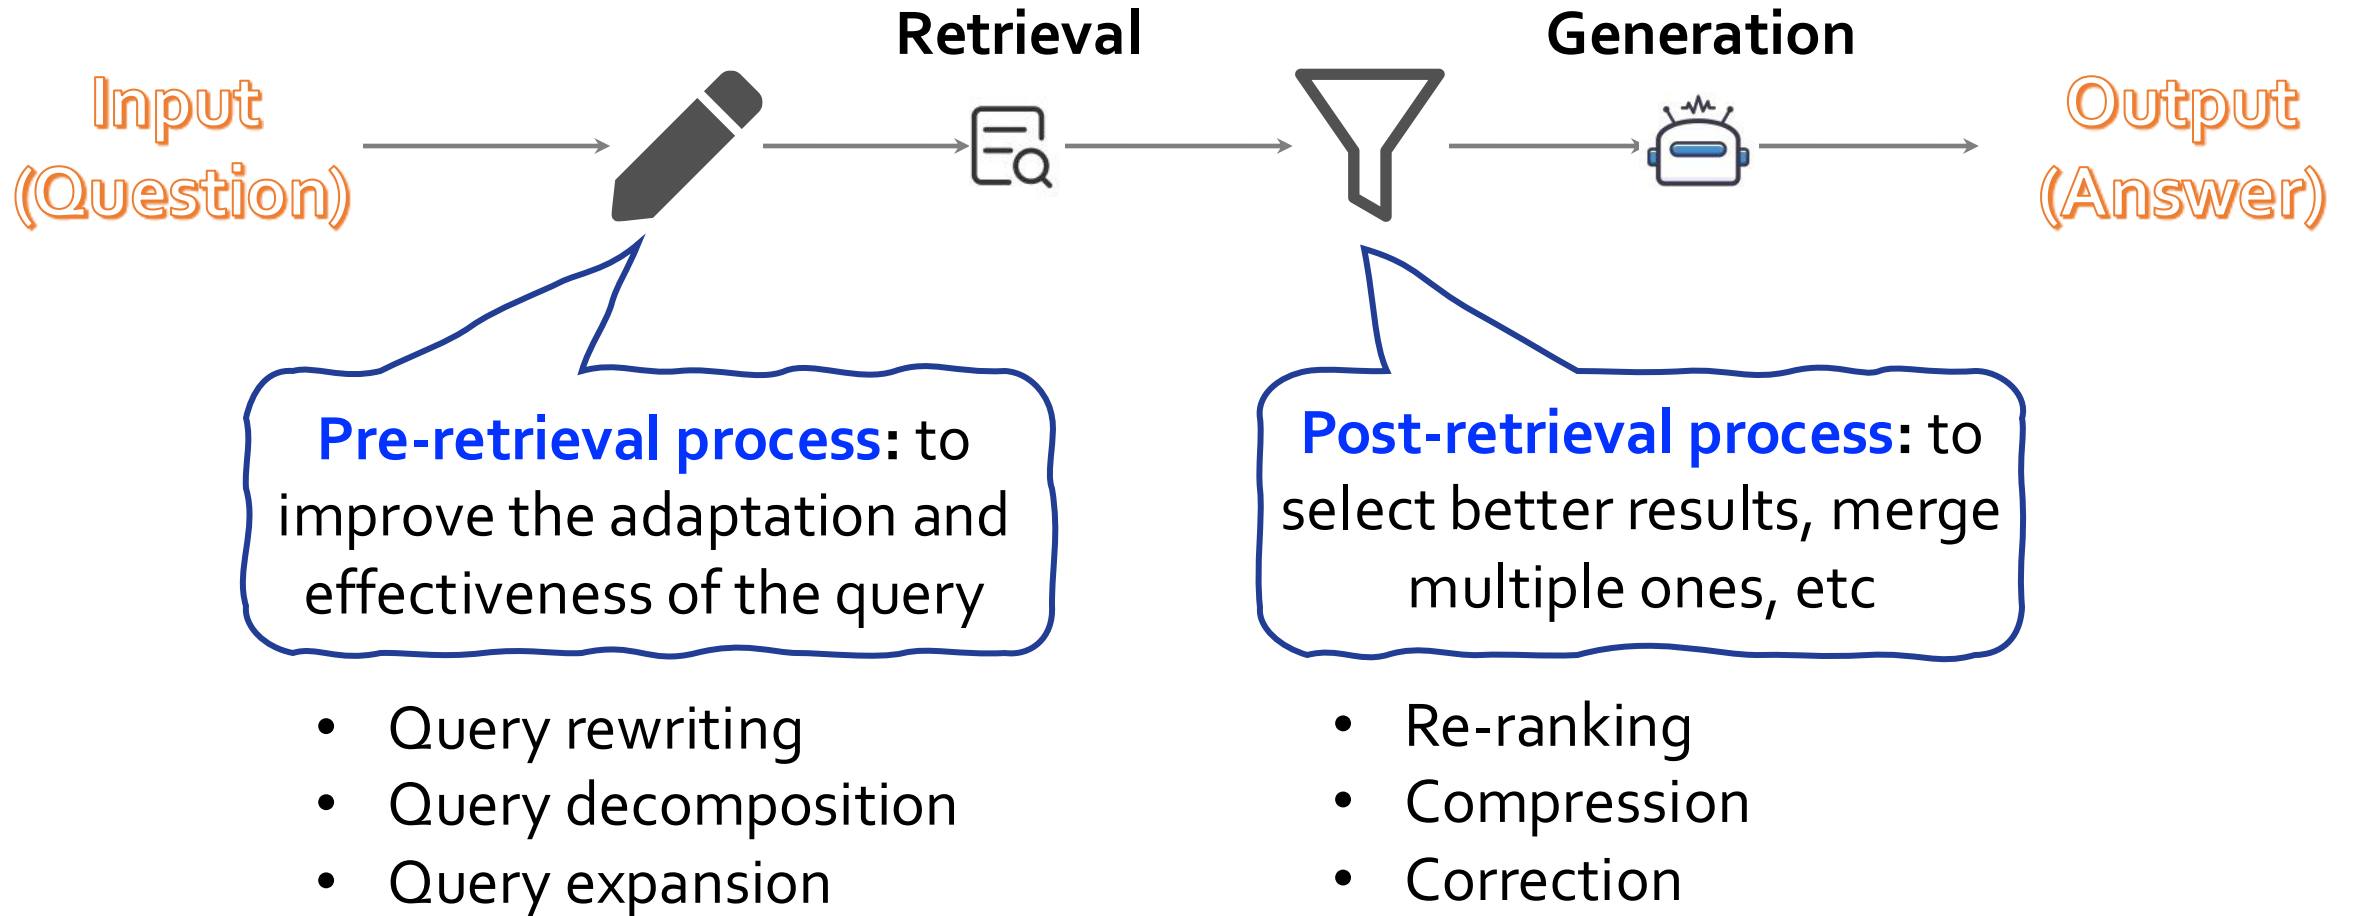 Retrieval
Generation
Input
(Question)
Output
(Answer)
Pre-retrieval process: to
improve the adaptation and
effectiveness of the query
Post-retrieval process: to
select better results, merge
multiple ones, etc
• Query rewriting
• Query decomposition
• Query expansion
• Re-ranking
• Compression
• Correction